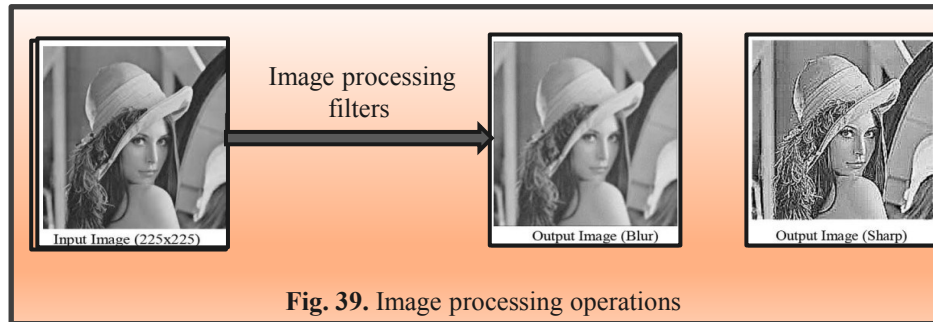 Image processing
filters
Input Image (225x225)
Output Image (Blur)
Output Image (Sharp)
Fig. 39. Image processing operations